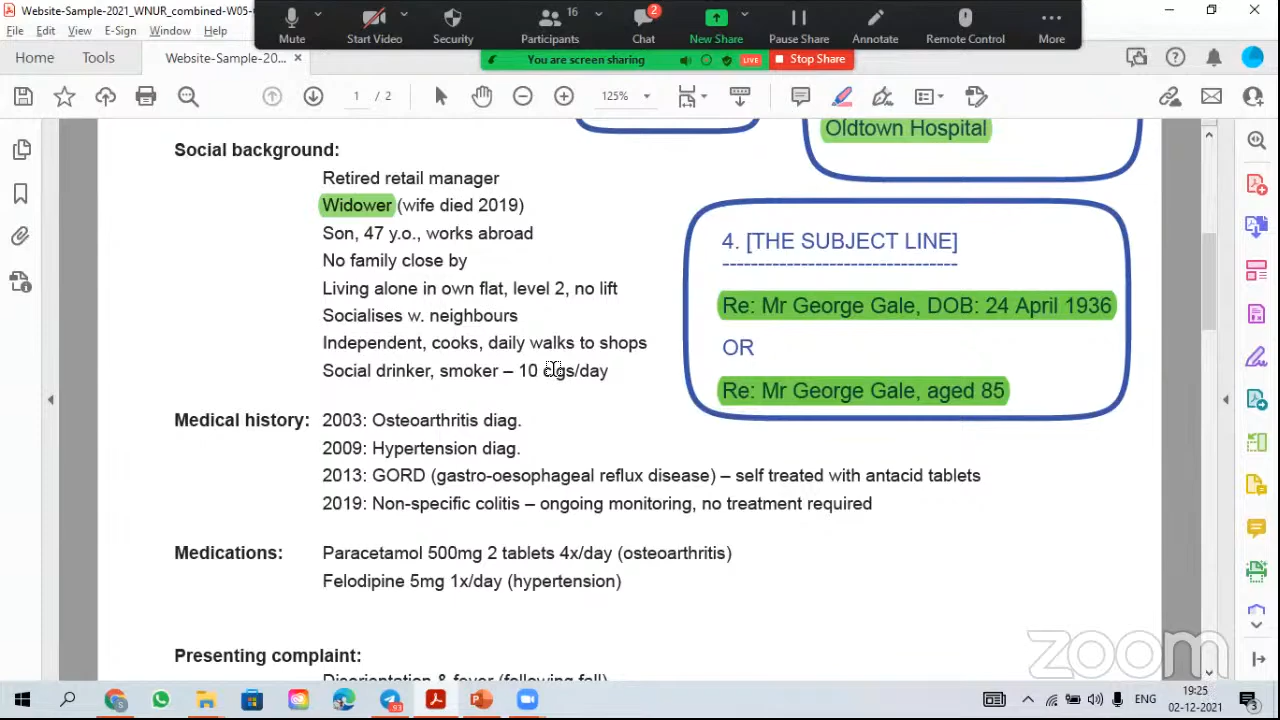 Website-Sample-2021_WNUR_combined-W05-
File Edit View E-Sign Window Help
Mute
Start Video
Security
16
Participants
2
Chat
New Share
Pause Share
Annotate
Remote Control
More
You are screen sharing
LIVE
Stop Share
Home Tools Website-Sample-20...
1 / 2
125%
Oldtown Hospital
Social background:
Retired retail manager
Widower (wife died 2019)
Son, 47 y.o., works abroad
No family close by
Living alone in own flat, level 2, no lift
Socialises w. neighbours
Independent, cooks, daily walks to shops
Social drinker, smoker – 10 cigs/day
4. [THE SUBJECT LINE]
--------------------------------
Re: Mr George Gale, DOB: 24 April 1936
OR
Re: Mr George Gale, aged 85
Medical history: 2003: Osteoarthritis diag.
2009: Hypertension diag.
2013: GORD (gastro-oesophageal reflux disease) – self treated with antacid tablets
2019: Non-specific colitis – ongoing monitoring, no treatment required
Medications: Paracetamol 500mg 2 tablets 4x/day (osteoarthritis)
Felodipine 5mg 1x/day (hypertension)
Presenting complaint:
Disorientation & fever (following fall)
zoom
93
ENG
19:25
02-12-2021
3